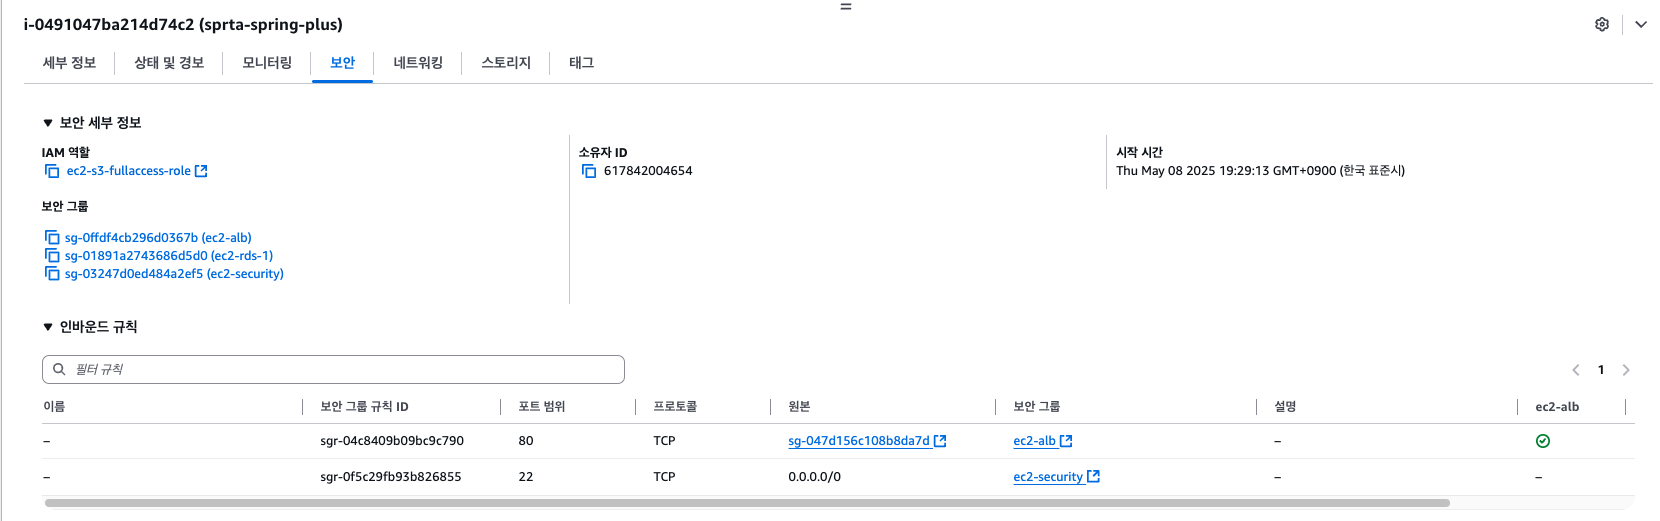 i-0491047ba214d74c2 (sprta-spring-plus)
세부 정보 상태 및 경보 모니터링 보안 네트워킹 스토리지 태그
▼ 보안 세부 정보
IAM 역할
ec2-s3-fullaccess-role
소유자 ID
617842004654
시작 시간
Thu May 08 2025 19:29:13 GMT+0900 (한국 표준시)
보안 그룹
sg-0ffdf4cb296d0367b (ec2-alb)
sg-01891a2743686d5d0 (ec2-rds-1)
sg-03247d0ed484a2ef5 (ec2-security)
▼ 인바운드 규칙
필터 규칙
1
이름 보안 그룹 규칙 ID 포트 범위 프로토콜 원본 보안 그룹 설명 ec2-alb
– sgr-04c8409b09bc9c790 80 TCP sg-047d156c108b8da7d ec2-alb –
– sgr-0f5c29fb93b826855 22 TCP 0.0.0.0/0 ec2-security – –